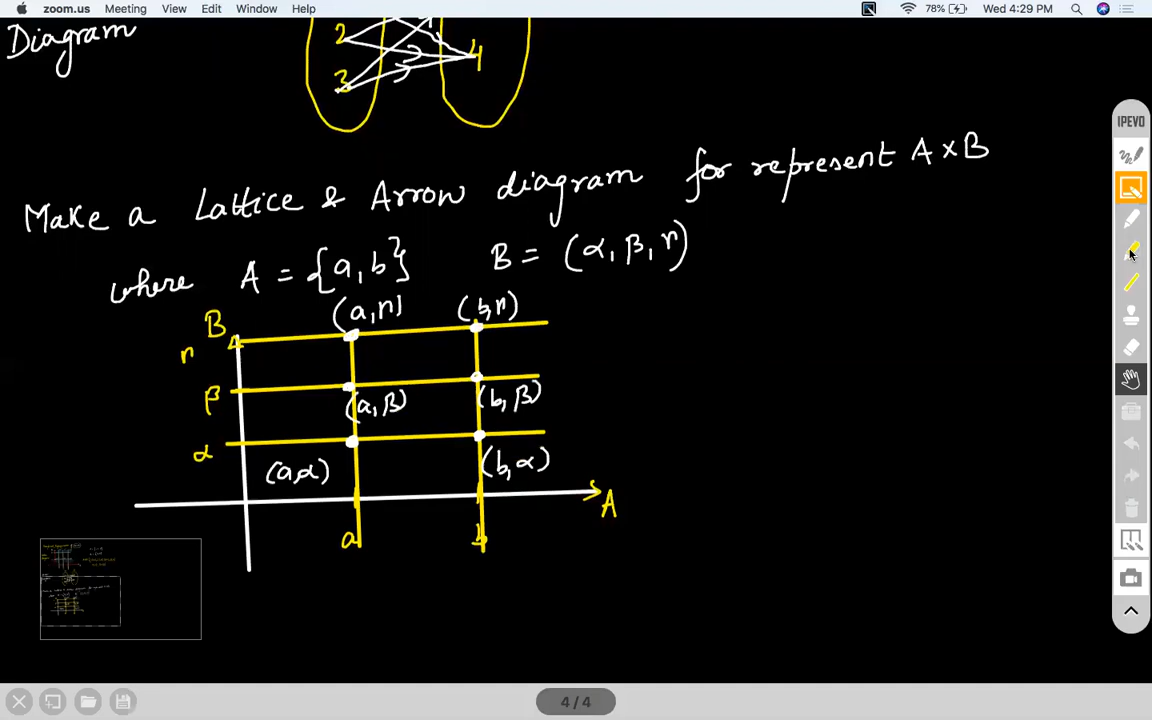 zoom.us Meeting View Edit Window Help 78% Wed 4:29 PM
Diagram
2
4
3
IPEVO
Make a Lattice & Arrow diagram for represent A×B
where A = {a, b} B = (α, β, r)
(a, r) (b, r)
B
r
β
(a, β) (b, β)
α
(a, α) (b, α)
A
a b
4 / 4